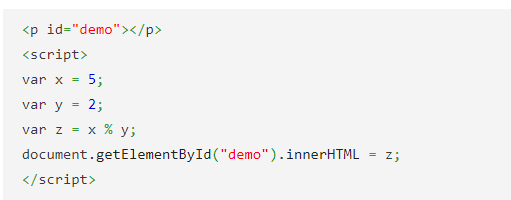 <p id="demo"></p>
<script>
var x = 5;
var y = 2;
var z = x % y;
document.getElementById("demo").innerHTML = z;
</script>